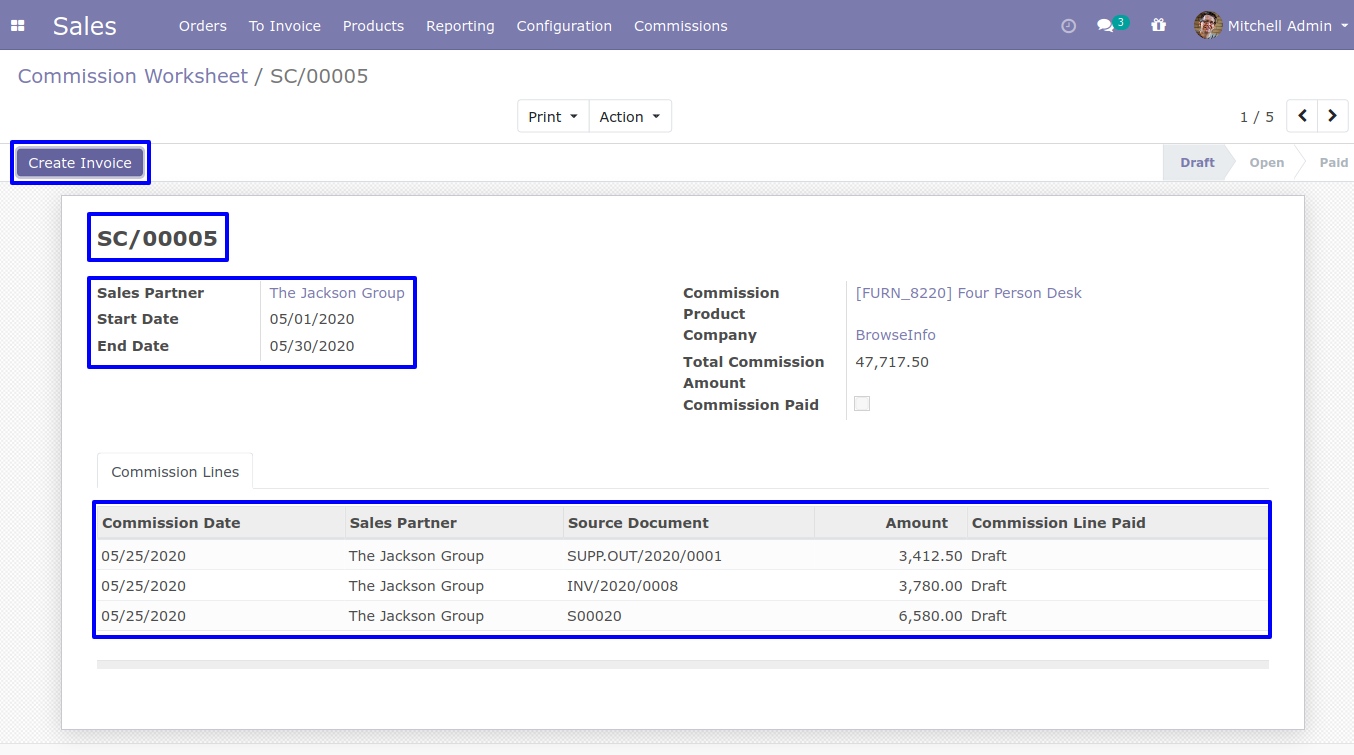 Sales Orders To Invoice Products Reporting Configuration Commissions 3 Mitchell Admin
Commission Worksheet / SC/00005
Print Action 1 / 5
Create Invoice Draft Open Paid
SC/00005
Sales Partner The Jackson Group
Start Date 05/01/2020
End Date 05/30/2020
Commission Product [FURN_8220] Four Person Desk
Company BrowseInfo
Total Commission Amount 47,717.50
Commission Paid
Commission Lines
Commission Date Sales Partner Source Document Amount Commission Line Paid
05/25/2020 The Jackson Group SUPP.OUT/2020/0001 3,412.50 Draft
05/25/2020 The Jackson Group INV/2020/0008 3,780.00 Draft
05/25/2020 The Jackson Group S00020 6,580.00 Draft